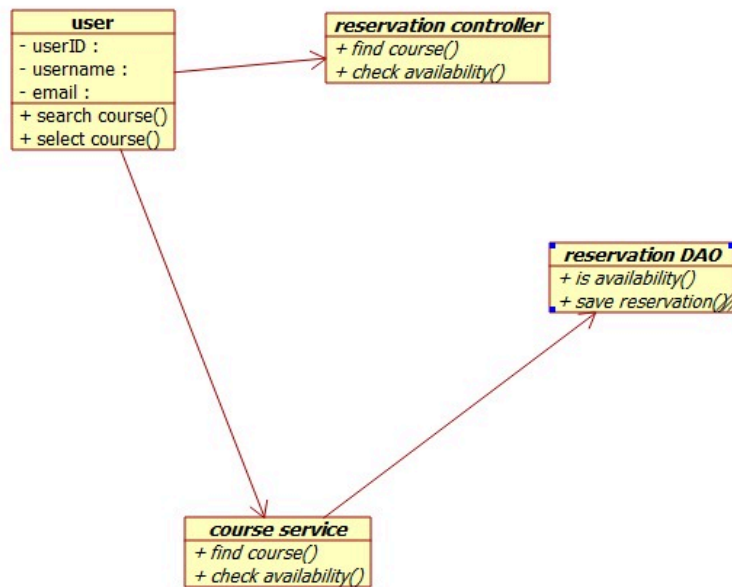 user
- userID :
- username :
- email :
+ search course()
+ select course()
reservation controller
+ find course()
+ check availability()
reservation DAO
+ is availability()
+ save reservation()
course service
+ find course()
+ check availability()